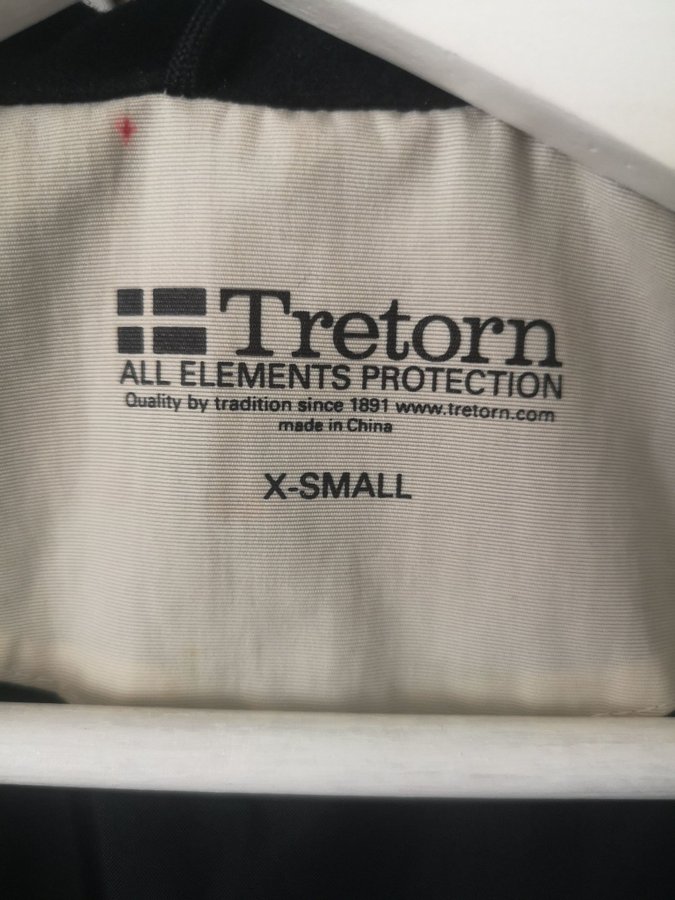 Tretorn
ALL ELEMENTS PROTECTION
Quality by tradition since 1891 www.tretorn.com
made in China
X-SMALL